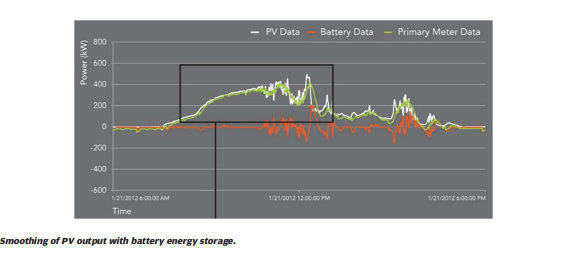 PV Data Battery Data Primary Meter Data
Power (kW)
800
600
400
200
0
-200
-400
-600
1/21/2012 6:00:00 AM 1/21/2012 12:00:00 PM 1/21/2012 6:00:00 PM
Time
Smoothing of PV output with battery energy storage.